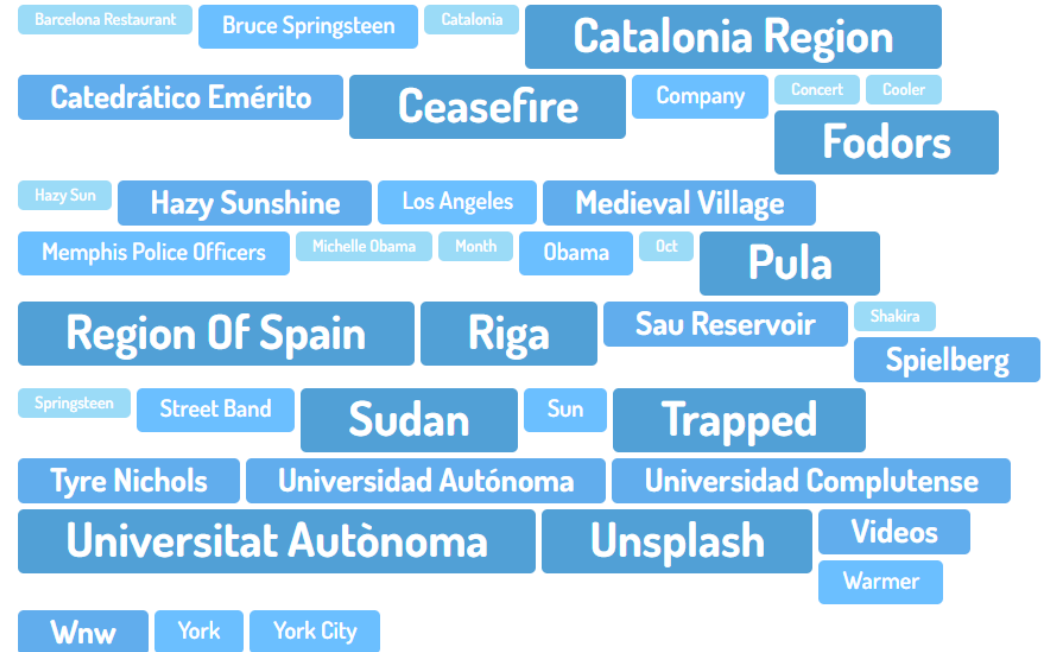 Barcelona Restaurant Bruce Springsteen Catalonia Catalonia Region
Catedrático Emérito Ceasefire Company Concert Cooler
Fodors
Hazy Sun Hazy Sunshine Los Angeles Medieval Village
Memphis Police Officers Michelle Obama Month Obama Oct Pula
Region Of Spain Riga Sau Reservoir Shakira
Spielberg
Springsteen Street Band Sudan Sun Trapped
Tyre Nichols Universidad Autónoma Universidad Complutense
Universitat Autònoma Unsplash Videos
Warmer
Wnw York York City